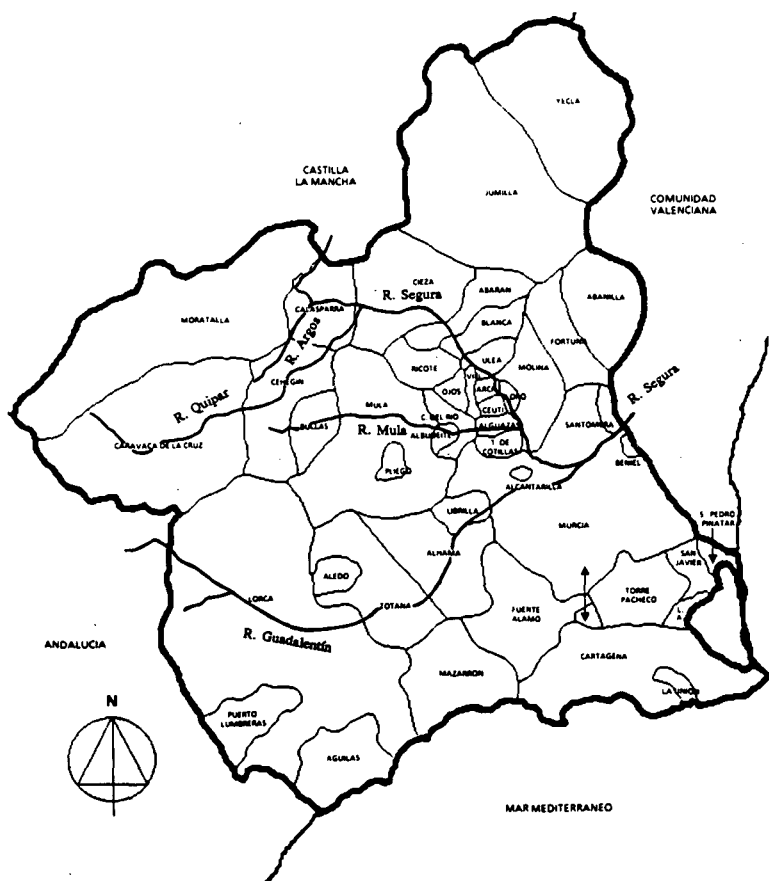 YECLA
CASTILLA
LA MANCHA
JUMILLA
COMUNIDAD
VALENCIANA
CIEZA
R. Segura
ABARAN
ABANILLA
MORATALLA
CALASPARRA
BLANCA
FORTUNA
R. Argos
ULEA
MOLINA
RICOTE
CEHEGIN
OJOS
R. Segura
R. Quipar
MULA
CEUTI
BULLAS
C. DEL RIO
ALGUAZAS
SANTOMERA
R. Mula
ALBUDEITE
CARAVACA DE LA CRUZ
T. DE
COTILLAS
BENIEL
PLIEGO
ALCANTARILLA
LIBRILLA
MURCIA
S. PEDRO
PINATAR
ALHAMA
SAN
JAVIER
ALEDO
TORRE
PACHECO
LORCA
TOTANA
FUENTE
ALAMO
L.
A.
R. Guadalentín
ANDALUCIA
CARTAGENA
MAZARRON
LA UNION
N
PUERTO
LUMBRERAS
AGUILAS
MAR MEDITERRANEO